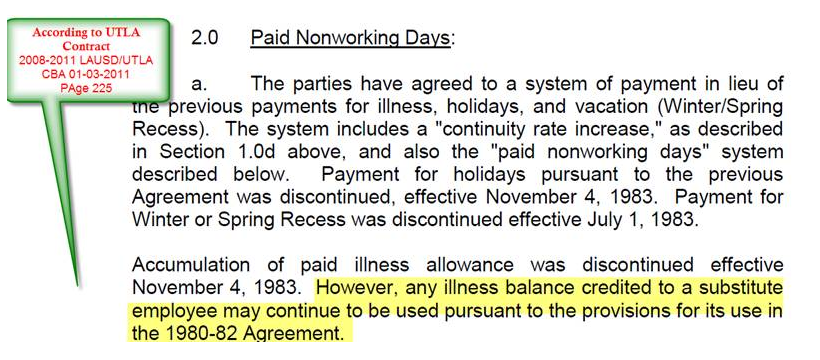 According to UTLA
Contract
2008-2011 LAUSD/UTLA
CBA 01-03-2011
PAge 225
2.0 Paid Nonworking Days:
a. The parties have agreed to a system of payment in lieu of
the previous payments for illness, holidays, and vacation (Winter/Spring
Recess). The system includes a "continuity rate increase," as described
in Section 1.0d above, and also the "paid nonworking days" system
described below. Payment for holidays pursuant to the previous
Agreement was discontinued, effective November 4, 1983. Payment for
Winter or Spring Recess was discontinued effective July 1, 1983.
Accumulation of paid illness allowance was discontinued effective
November 4, 1983. However, any illness balance credited to a substitute
employee may continue to be used pursuant to the provisions for its use in
the 1980-82 Agreement.